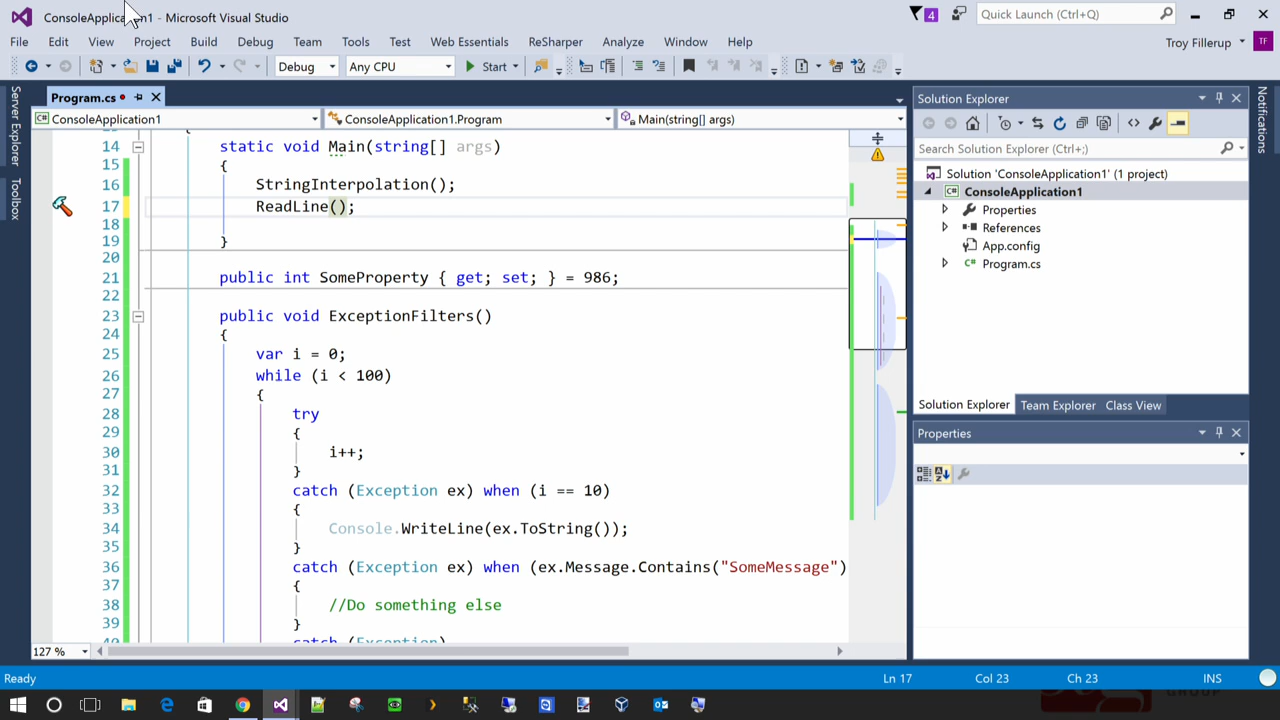 ConsoleApplication1 - Microsoft Visual Studio
4
Quick Launch (Ctrl+Q)
File Edit View Project Build Debug Team Tools Test Web Essentials ReSharper Analyze Window Help
Troy Fillerup TF
Debug Any CPU Start
Server Explorer
Toolbox
Program.cs
ConsoleApplication1 ConsoleApplication1.Program Main(string[] args)
14 static void Main(string[] args)
15 {
16 StringInterpolation();
17 ReadLine();
18
19 }
20
21 public int SomeProperty { get; set; } = 986;
22
23 public void ExceptionFilters()
24 {
25 var i = 0;
26 while (i < 100)
27 {
28 try
29 {
30 i++;
31 }
32 catch (Exception ex) when (i == 10)
33 {
34 Console.WriteLine(ex.ToString());
35 }
36 catch (Exception ex) when (ex.Message.Contains("SomeMessage")
37 {
38 //Do something else
39 }
40 catch (Exception)
127 %
Solution Explorer
Search Solution Explorer (Ctrl+;)
Solution 'ConsoleApplication1' (1 project)
ConsoleApplication1
Properties
References
App.config
Program.cs
Solution Explorer Team Explorer Class View
Properties
Notifications
Ready Ln 17 Col 23 Ch 23 INS
GROUP